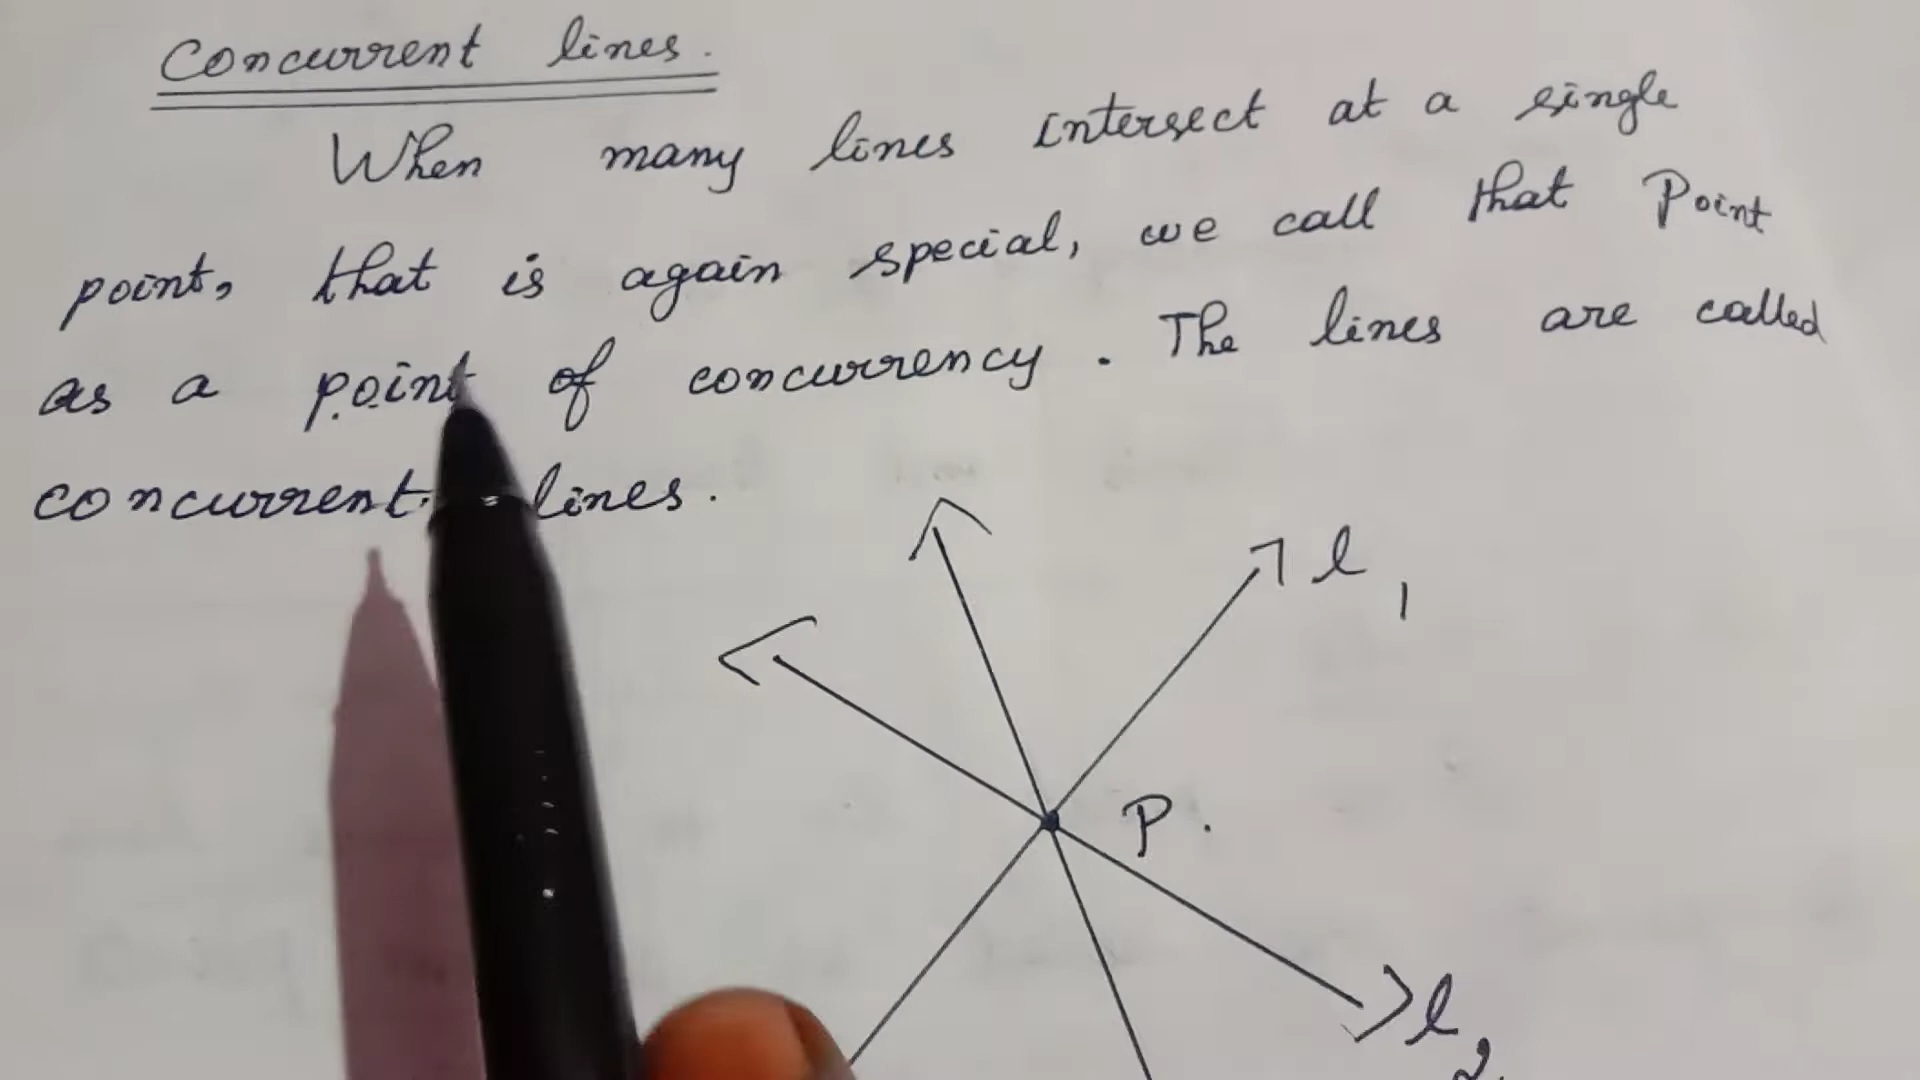 Concurrent lines.
When many lines intersect at a single
point, that is again special, we call that Point
as a point of concurrency. The lines are called
concurrent lines.
l1
P.
l2